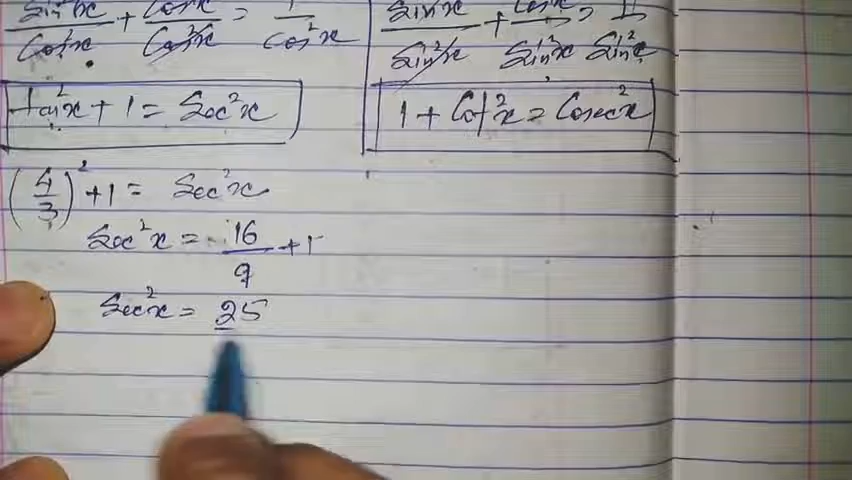 Sin²x/Cos²x + Cos²x/Cos²x = 1/Cos²x
Sin²x/Sin²x + Cos²x/Sin²x = 1/Sin²x
tan²x + 1 = Sec²x
1 + Cot²x = Cosec²x
(4/3)² + 1 = Sec²x
Sec²x = 16/9 + 1
Sec²x = 25